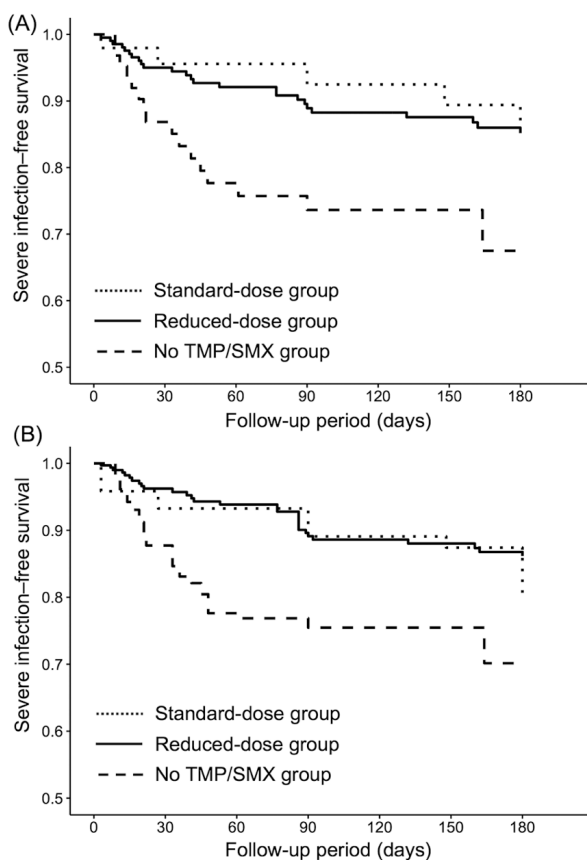 (A)
Severe infection–free survival
1.0
0.9
0.8
0.7
0.6
0.5
Standard-dose group
Reduced-dose group
No TMP/SMX group
0 30 60 90 120 150 180
Follow-up period (days)
(B)
Severe infection–free survival
1.0
0.9
0.8
0.7
0.6
0.5
Standard-dose group
Reduced-dose group
No TMP/SMX group
0 30 60 90 120 150 180
Follow-up period (days)